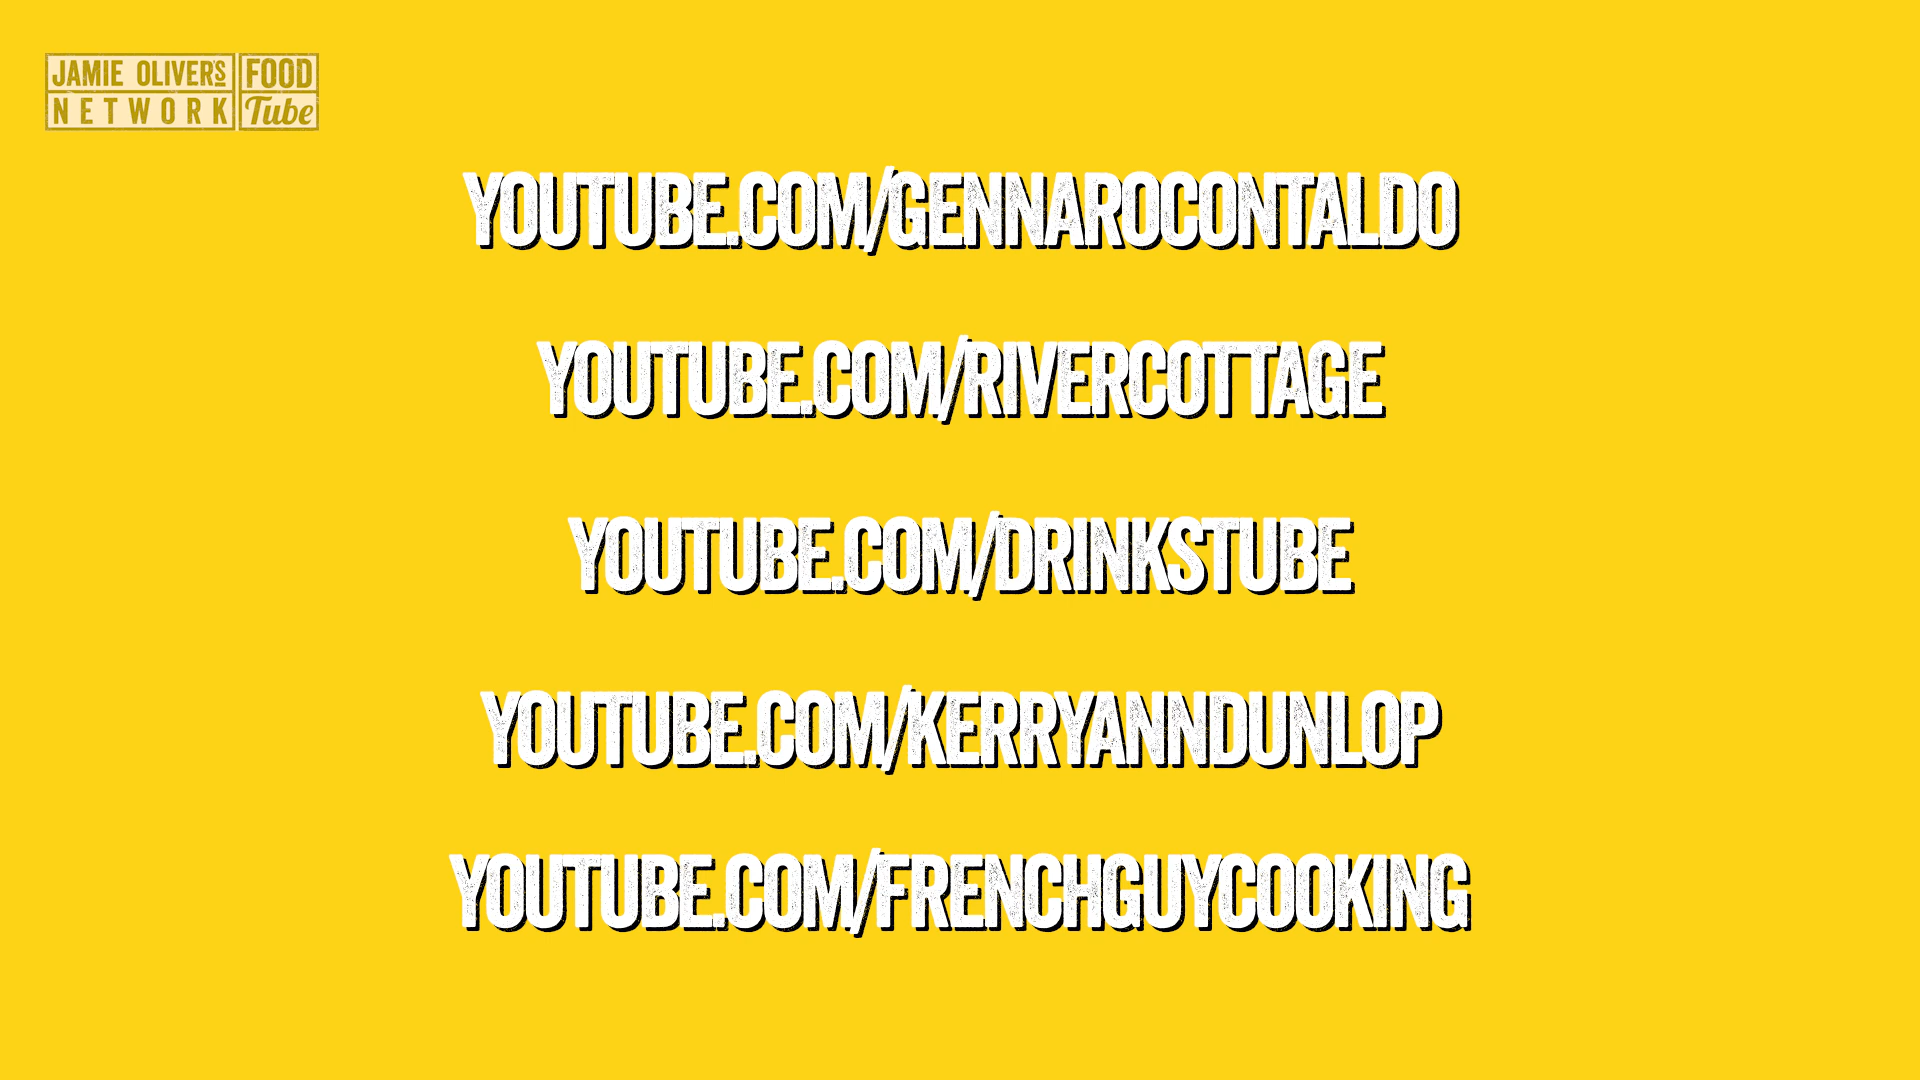 JAMIE OLIVER'S FOOD
NETWORK Tube
YOUTUBE.COM/GENNAROCONTALDO
YOUTUBE.COM/RIVERCOTTAGE
YOUTUBE.COM/DRINKSTUBE
YOUTUBE.COM/KERRYANNDUNLOP
YOUTUBE.COM/FRENCHGUYCOOKING